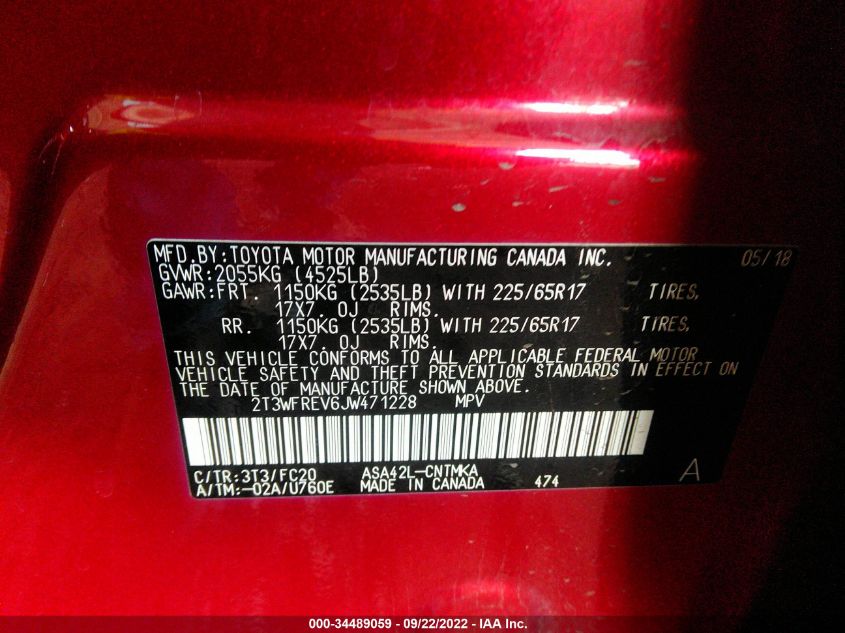 MFD.BY:TOYOTA MOTOR MANUFACTURING CANADA INC. 05/18
GVWR:2055KG (4525LB)
GAWR:FRT. 1150KG (2535LB) WITH 225/65R17 TIRES,
17X7. 0J RIMS.
RR. 1150KG (2535LB) WITH 225/65R17 TIRES,
17X7. 0J RIMS.
THIS VEHICLE CONFORMS TO ALL APPLICABLE FEDERAL MOTOR
VEHICLE SAFETY AND THEFT PREVENTION STANDARDS IN EFFECT ON
THE DATE OF MANUFACTURE SHOWN ABOVE.
2T3WFREV6JW471228 MPV
C/TR:3T3/FC20 ASA42L-CNTMKA A
A/TM:-02A/U760E MADE IN CANADA 474
000-34489059 - 09/22/2022 - IAA Inc.